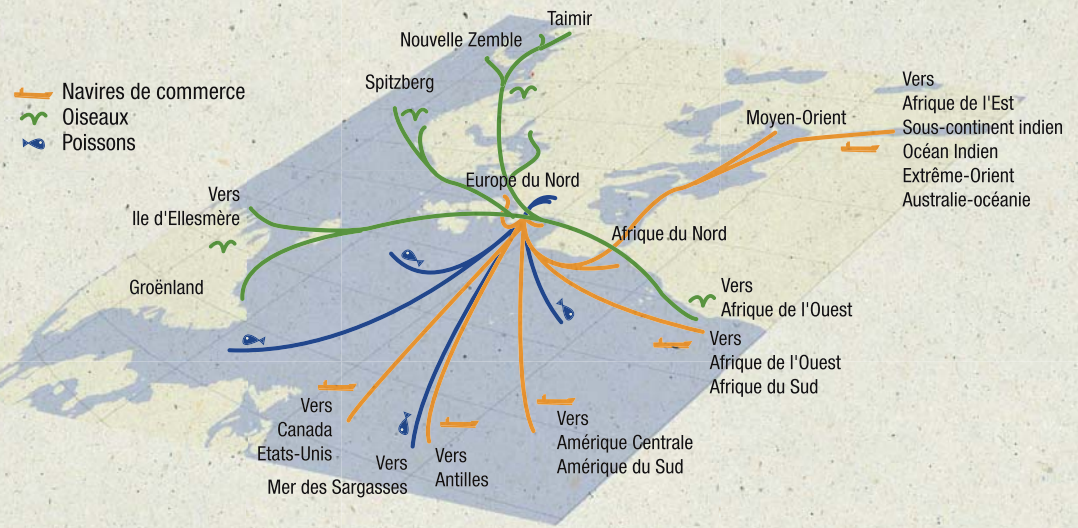 Taimir
Nouvelle Zemble
Spitzberg
Navires de commerce
Oiseaux
Poissons
Vers
Afrique de l'Est
Sous-continent indien
Océan Indien
Extrême-Orient
Australie-océanie
Moyen-Orient
Europe du Nord
Vers
Ile d'Ellesmère
Afrique du Nord
Groënland
Vers
Afrique de l'Ouest
Vers
Afrique de l'Ouest
Afrique du Sud
Vers
Canada
Etats-Unis
Vers
Mer des Sargasses
Vers
Antilles
Vers
Amérique Centrale
Amérique du Sud